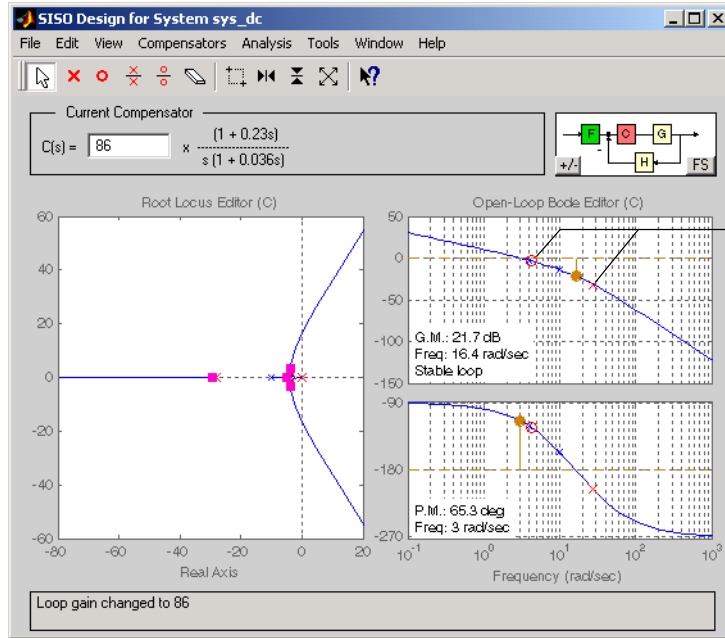 SISO Design for System sys_dc
File Edit View Compensators Analysis Tools Window Help
Current Compensator
C(s) = 86 x (1 + 0.23s)
s (1 + 0.036s)
F C G
H
+/- FS
Root Locus Editor (C)
60
40
20
0
-20
-40
-60
-80 -60 -40 -20 0 20
Real Axis
Open-Loop Bode Editor (C)
50
0
-50
-100
-150
G.M.: 21.7 dB
Freq: 16.4 rad/sec
Stable loop
-90
-180
-270
P.M.: 65.3 deg
Freq: 3 rad/sec
10^-1 10^0 10^1 10^2 10^3
Frequency (rad/sec)
Loop gain changed to 86